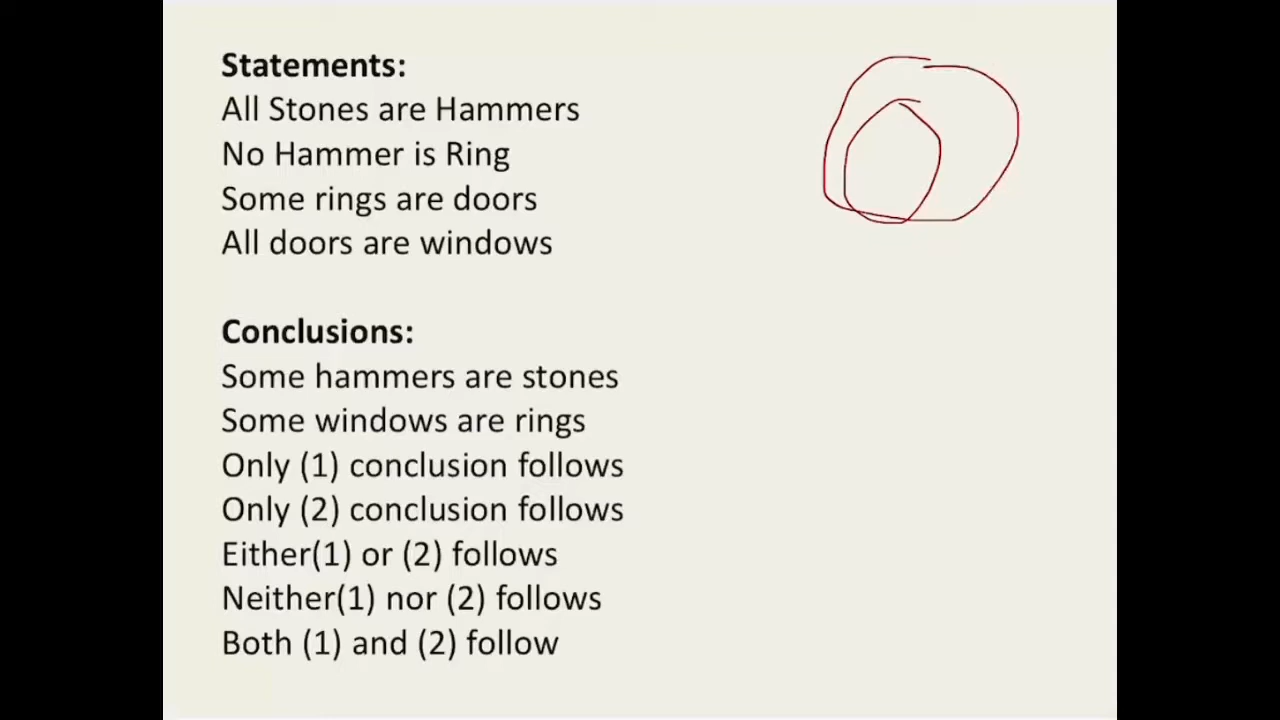 Statements:
All Stones are Hammers
No Hammer is Ring
Some rings are doors
All doors are windows
Conclusions:
Some hammers are stones
Some windows are rings
Only (1) conclusion follows
Only (2) conclusion follows
Either(1) or (2) follows
Neither(1) nor (2) follows
Both (1) and (2) follow